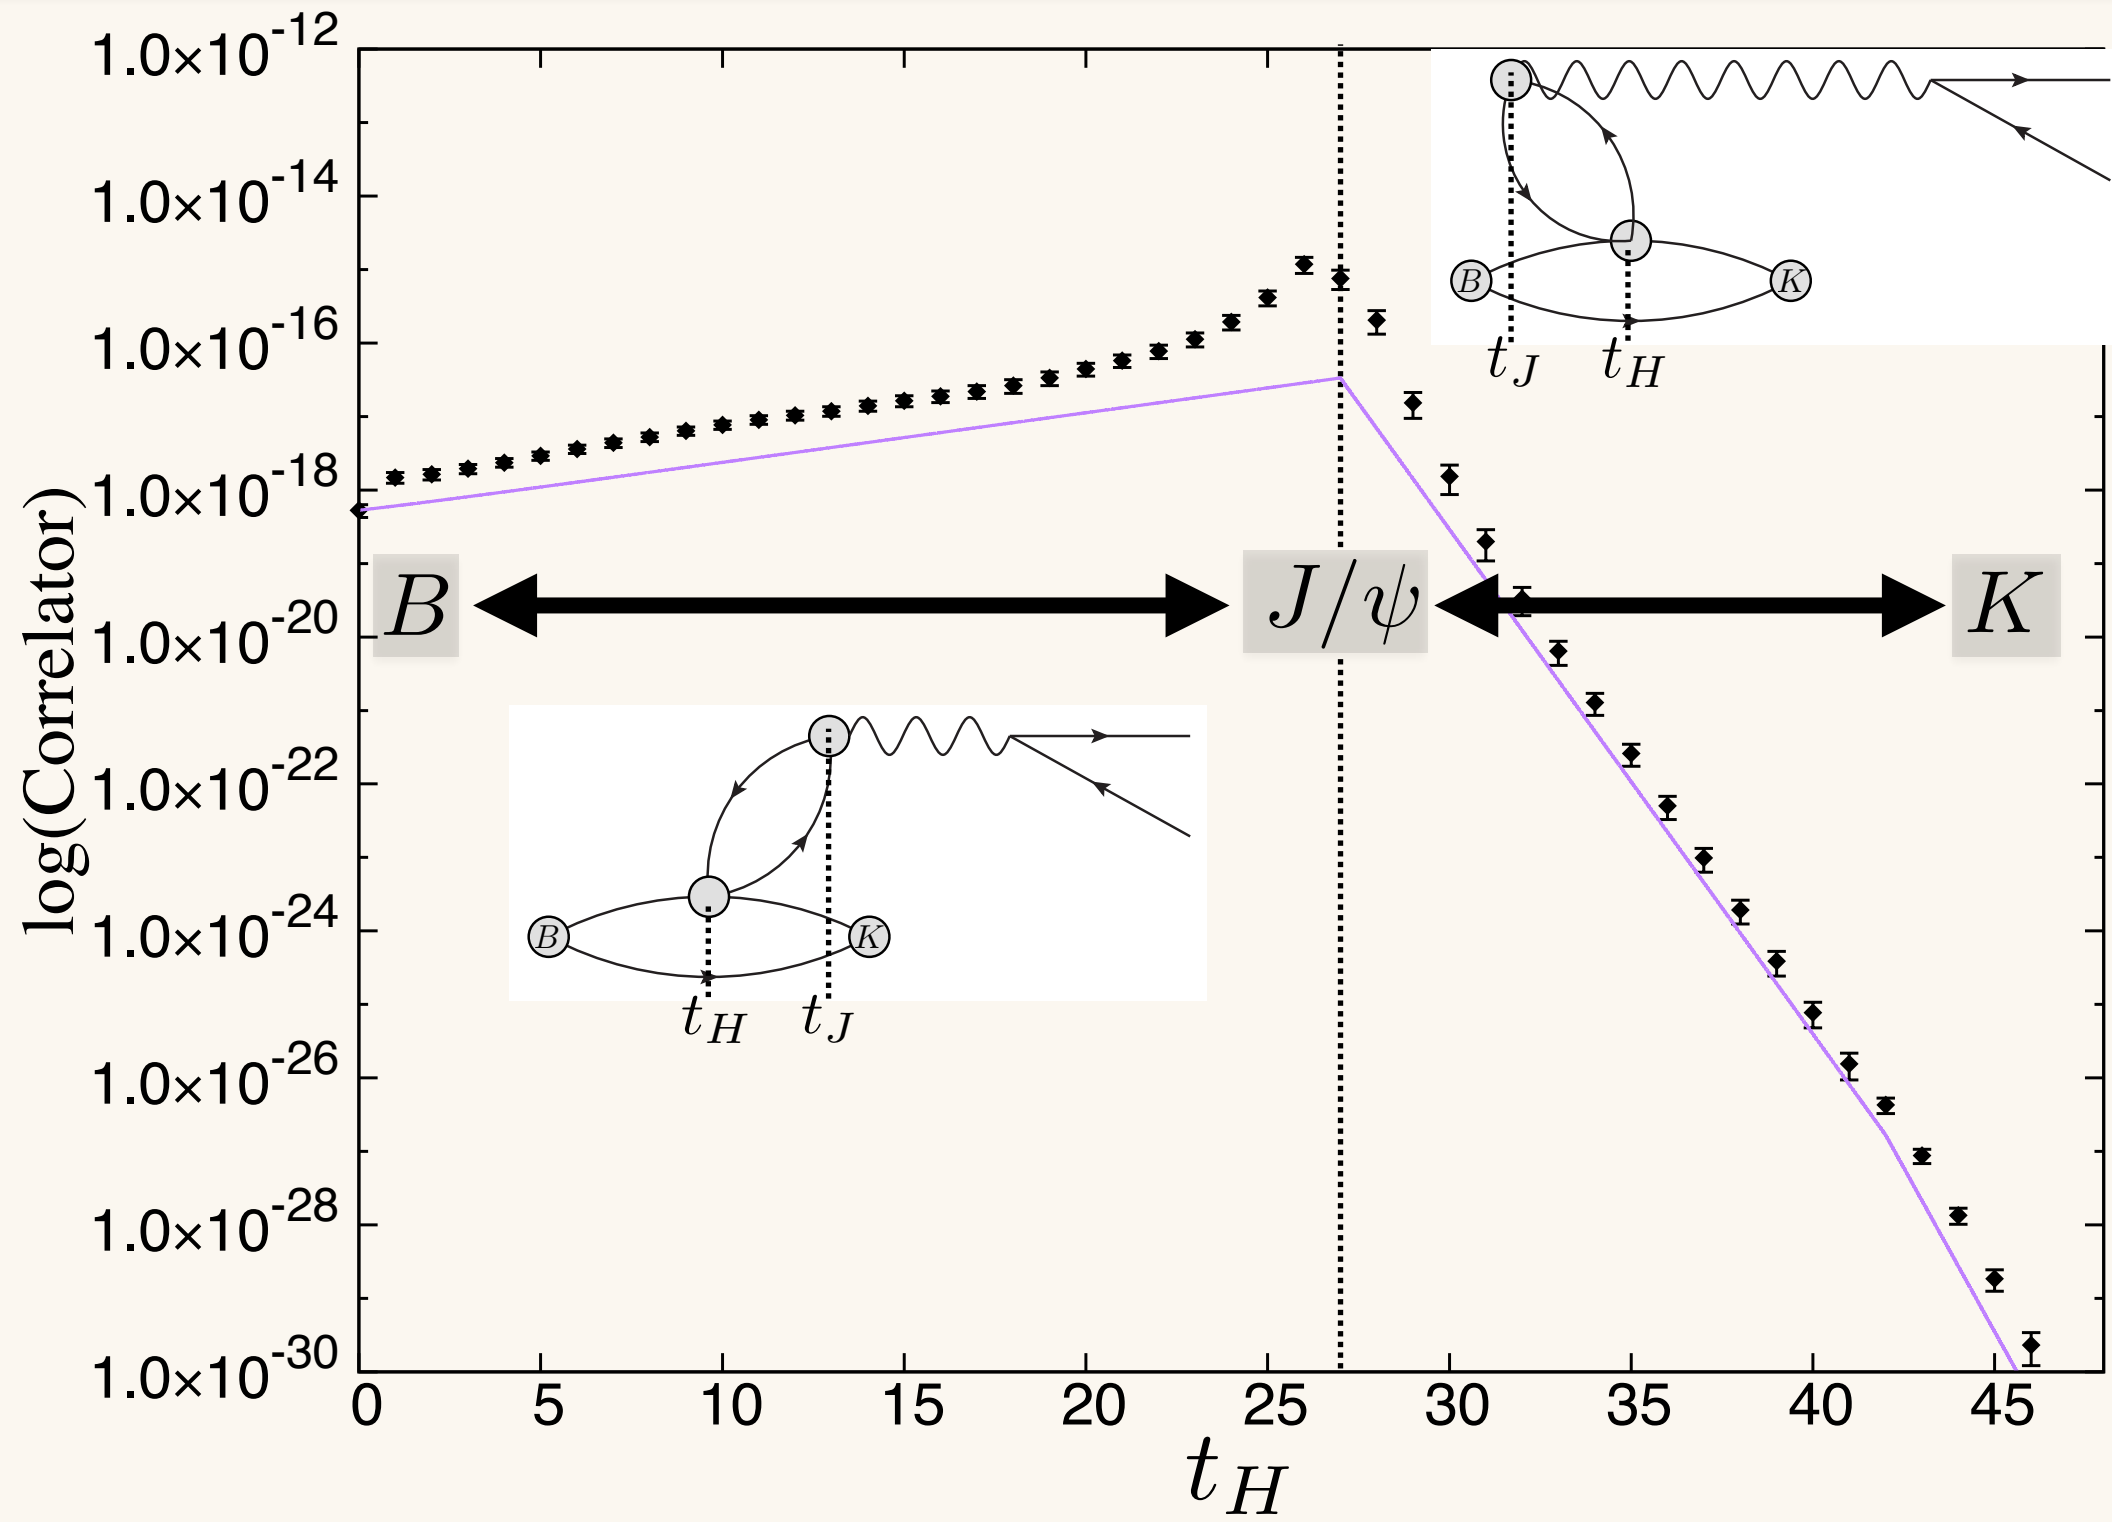 1.0×10^-12
1.0×10^-14
1.0×10^-16
1.0×10^-18
1.0×10^-20
1.0×10^-22
1.0×10^-24
1.0×10^-26
1.0×10^-28
1.0×10^-30
log(Correlator)
B K
t_J t_H
B J/ψ K
B K
t_H t_J
0 5 10 15 20 25 30 35 40 45
t_H